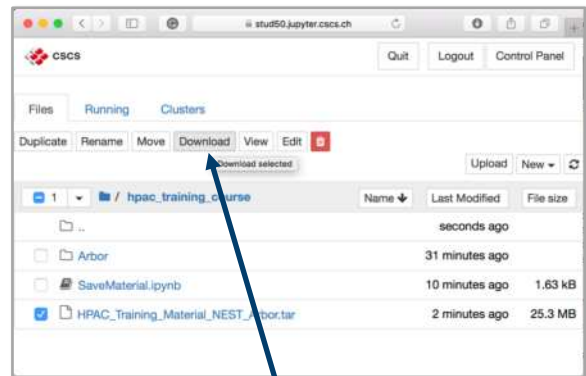 stud50.jupyter.cscs.ch
CSCS
Quit Logout Control Panel
Files Running Clusters
Duplicate Rename Move Download View Edit
Download selected
Upload New
1 / hpac_training_course Name Last Modified File size
.. seconds ago
Arbor 31 minutes ago
SaveMaterial.ipynb 10 minutes ago 1.63 kB
HPAC_Training_Material_NEST_Arbor.tar 2 minutes ago 25.3 MB